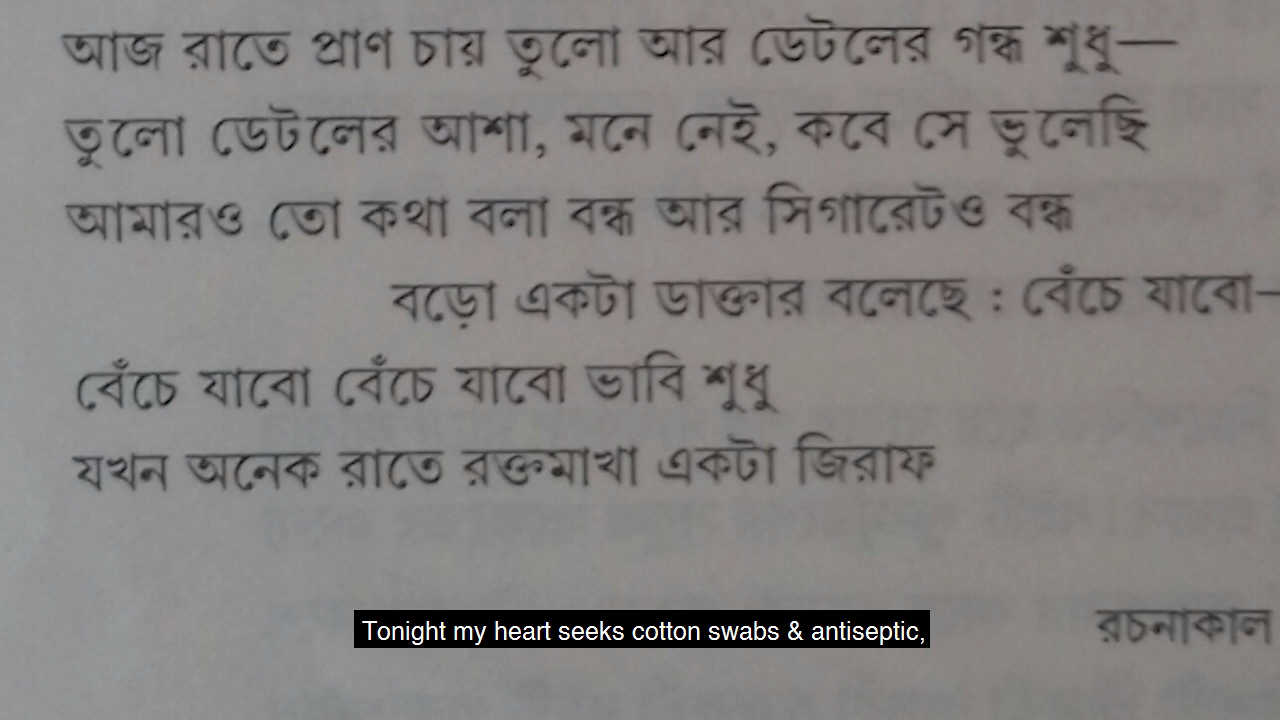 আজ রাতে প্রাণ চায় তুলো আর ডেটলের গন্ধ শুধু—
তুলো ডেটলের আশা, মনে নেই, কবে সে ভুলেছি
আমারও তো কথা বলা বন্ধ আর সিগারেটও বন্ধ
বড়ো একটা ডাক্তার বলেছে : বেঁচে যাবো—
বেঁচে যাবো বেঁচে যাবো ভাবি শুধু
যখন অনেক রাতে রক্তমাখা একটা জিরাফ
রচনাকাল
Tonight my heart seeks cotton swabs & antiseptic,